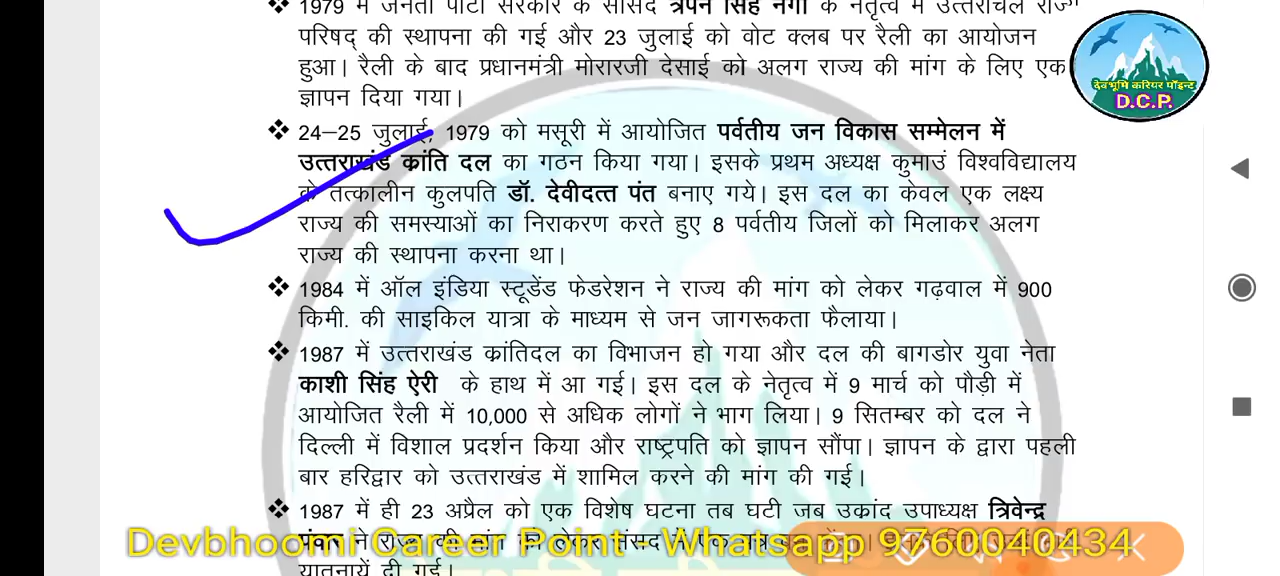 ❖ 1979 में जनता पार्टी सरकार के सांसद त्रेपन सिंह नेगी के नेतृत्व में उत्तरांचल राज्य
परिषद् की स्थापना की गई और 23 जुलाई को वोट क्लब पर रैली का आयोजन
हुआ। रैली के बाद प्रधानमंत्री मोरारजी देसाई को अलग राज्य की मांग के लिए एक
ज्ञापन दिया गया।
देवभूमि करियर पॉइन्ट
D.C.P.
❖ 24–25 जुलाई, 1979 को मसूरी में आयोजित पर्वतीय जन विकास सम्मेलन में
उत्तराखंड क्रांति दल का गठन किया गया। इसके प्रथम अध्यक्ष कुमाउं विश्वविद्यालय
के तत्कालीन कुलपति डॉ. देवीदत्त पंत बनाए गये। इस दल का केवल एक लक्ष्य
राज्य की समस्याओं का निराकरण करते हुए 8 पर्वतीय जिलों को मिलाकर अलग
राज्य की स्थापना करना था।
❖ 1984 में ऑल इंडिया स्टूडेंड फेडरेशन ने राज्य की मांग को लेकर गढ़वाल में 900
किमी. की साइकिल यात्रा के माध्यम से जन जागरूकता फैलाया।
❖ 1987 में उत्तराखंड क्रांतिदल का विभाजन हो गया और दल की बागडोर युवा नेता
काशी सिंह ऐरी के हाथ में आ गई। इस दल के नेतृत्व में 9 मार्च को पौड़ी में
आयोजित रैली में 10,000 से अधिक लोगों ने भाग लिया। 9 सितम्बर को दल ने
दिल्ली में विशाल प्रदर्शन किया और राष्ट्रपति को ज्ञापन सौंपा। ज्ञापन के द्वारा पहली
बार हरिद्वार को उत्तराखंड में शामिल करने की मांग की गई।
❖ 1987 में ही 23 अप्रैल को एक विशेष घटना तब घटी जब उक्रांद उपाध्यक्ष त्रिवेन्द्र
पंवार ने राज्य की मांग को लेकर संसद में एक पत्र
Devbhoomi Career Point - Whatsapp 9760040434
यातनायें दी गई।